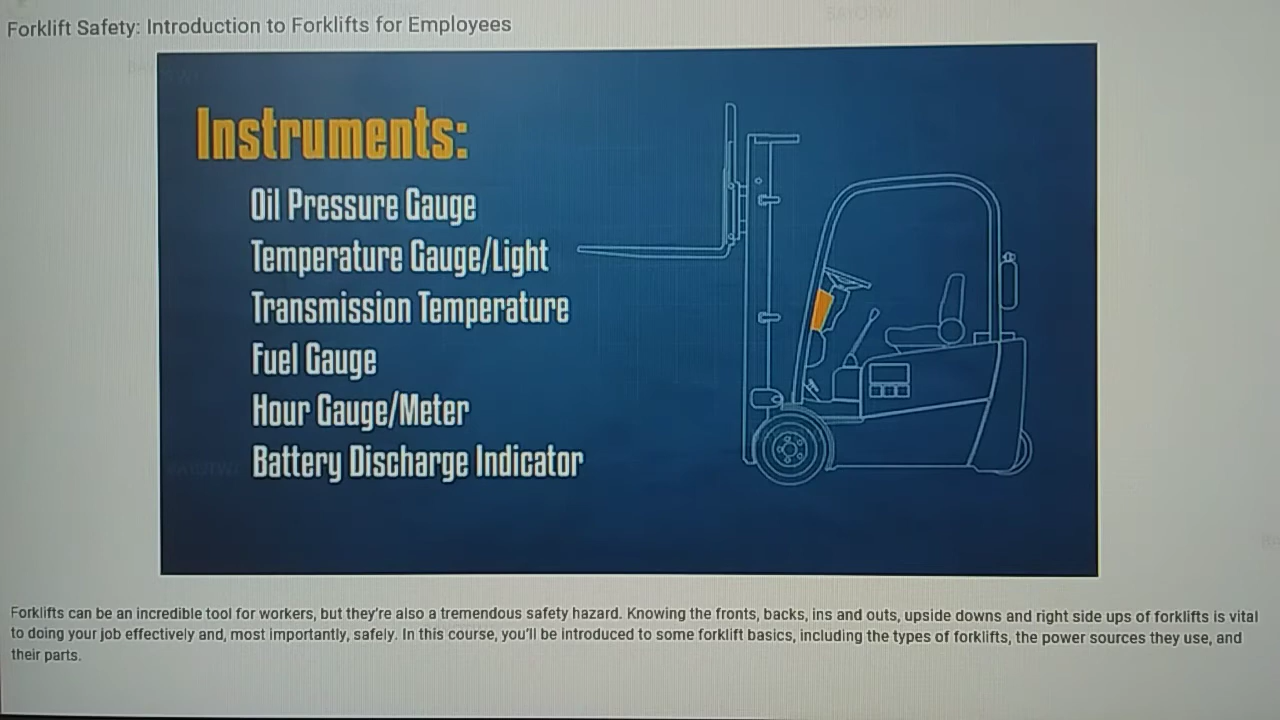 Forklift Safety: Introduction to Forklifts for Employees
Instruments:
Oil Pressure Gauge
Temperature Gauge/Light
Transmission Temperature
Fuel Gauge
Hour Gauge/Meter
Battery Discharge Indicator
Forklifts can be an incredible tool for workers, but they're also a tremendous safety hazard. Knowing the fronts, backs, ins and outs, upside downs and right side ups of forklifts is vital
to doing your job effectively and, most importantly, safely. In this course, you'll be introduced to some forklift basics, including the types of forklifts, the power sources they use, and
their parts.